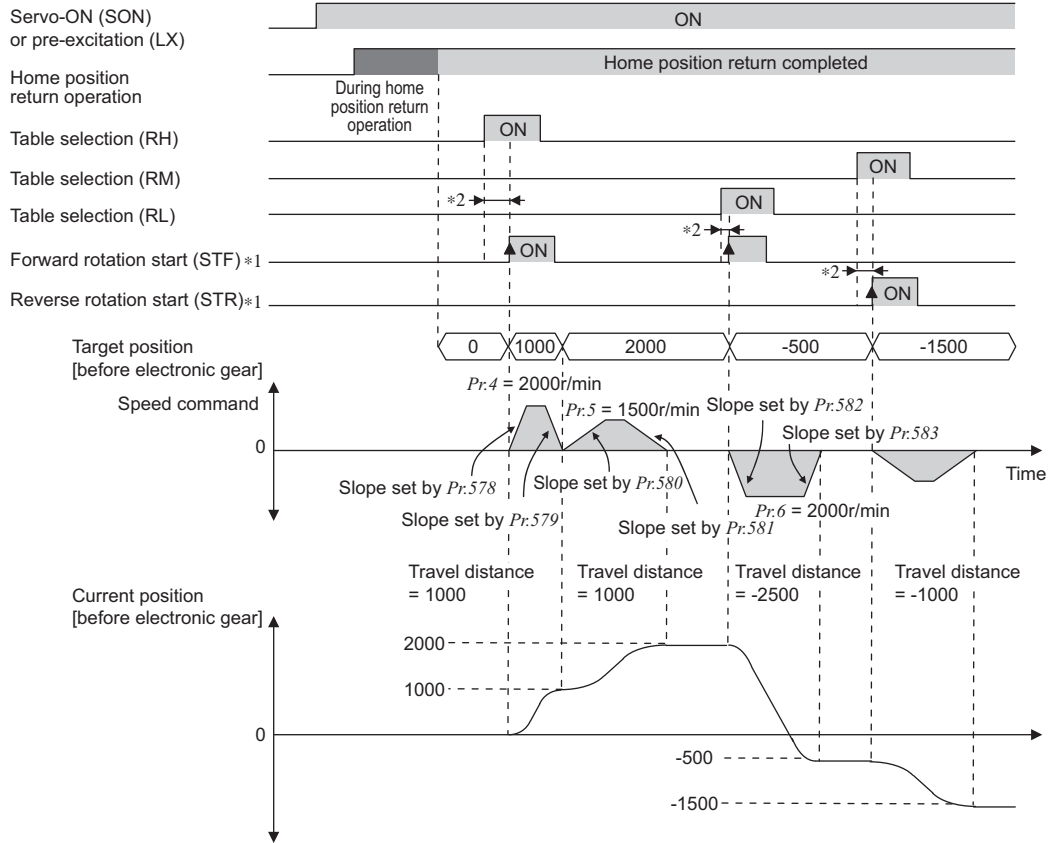 Servo-ON (SON)
or pre-excitation (LX)
ON
Home position
return operation
Home position return completed
During home
position return
operation
Table selection (RH)
ON
Table selection (RM)
ON
*2
Table selection (RL)
ON
*2
Forward rotation start (STF)*1
ON
*2
Reverse rotation start (STR)*1
ON
Target position
[before electronic gear]
0
1000
2000
-500
-1500
Pr.4 = 2000r/min
Speed command
Pr.5 = 1500r/min
Slope set by Pr.582
Slope set by Pr.583
0
Time
Slope set by Pr.578
Slope set by Pr.580
Pr.6 = 2000r/min
Slope set by Pr.579
Slope set by Pr.581
Travel distance
= 1000
Travel distance
= 1000
Travel distance
= -2500
Travel distance
= -1000
Current position
[before electronic gear]
2000
1000
0
-500
-1500